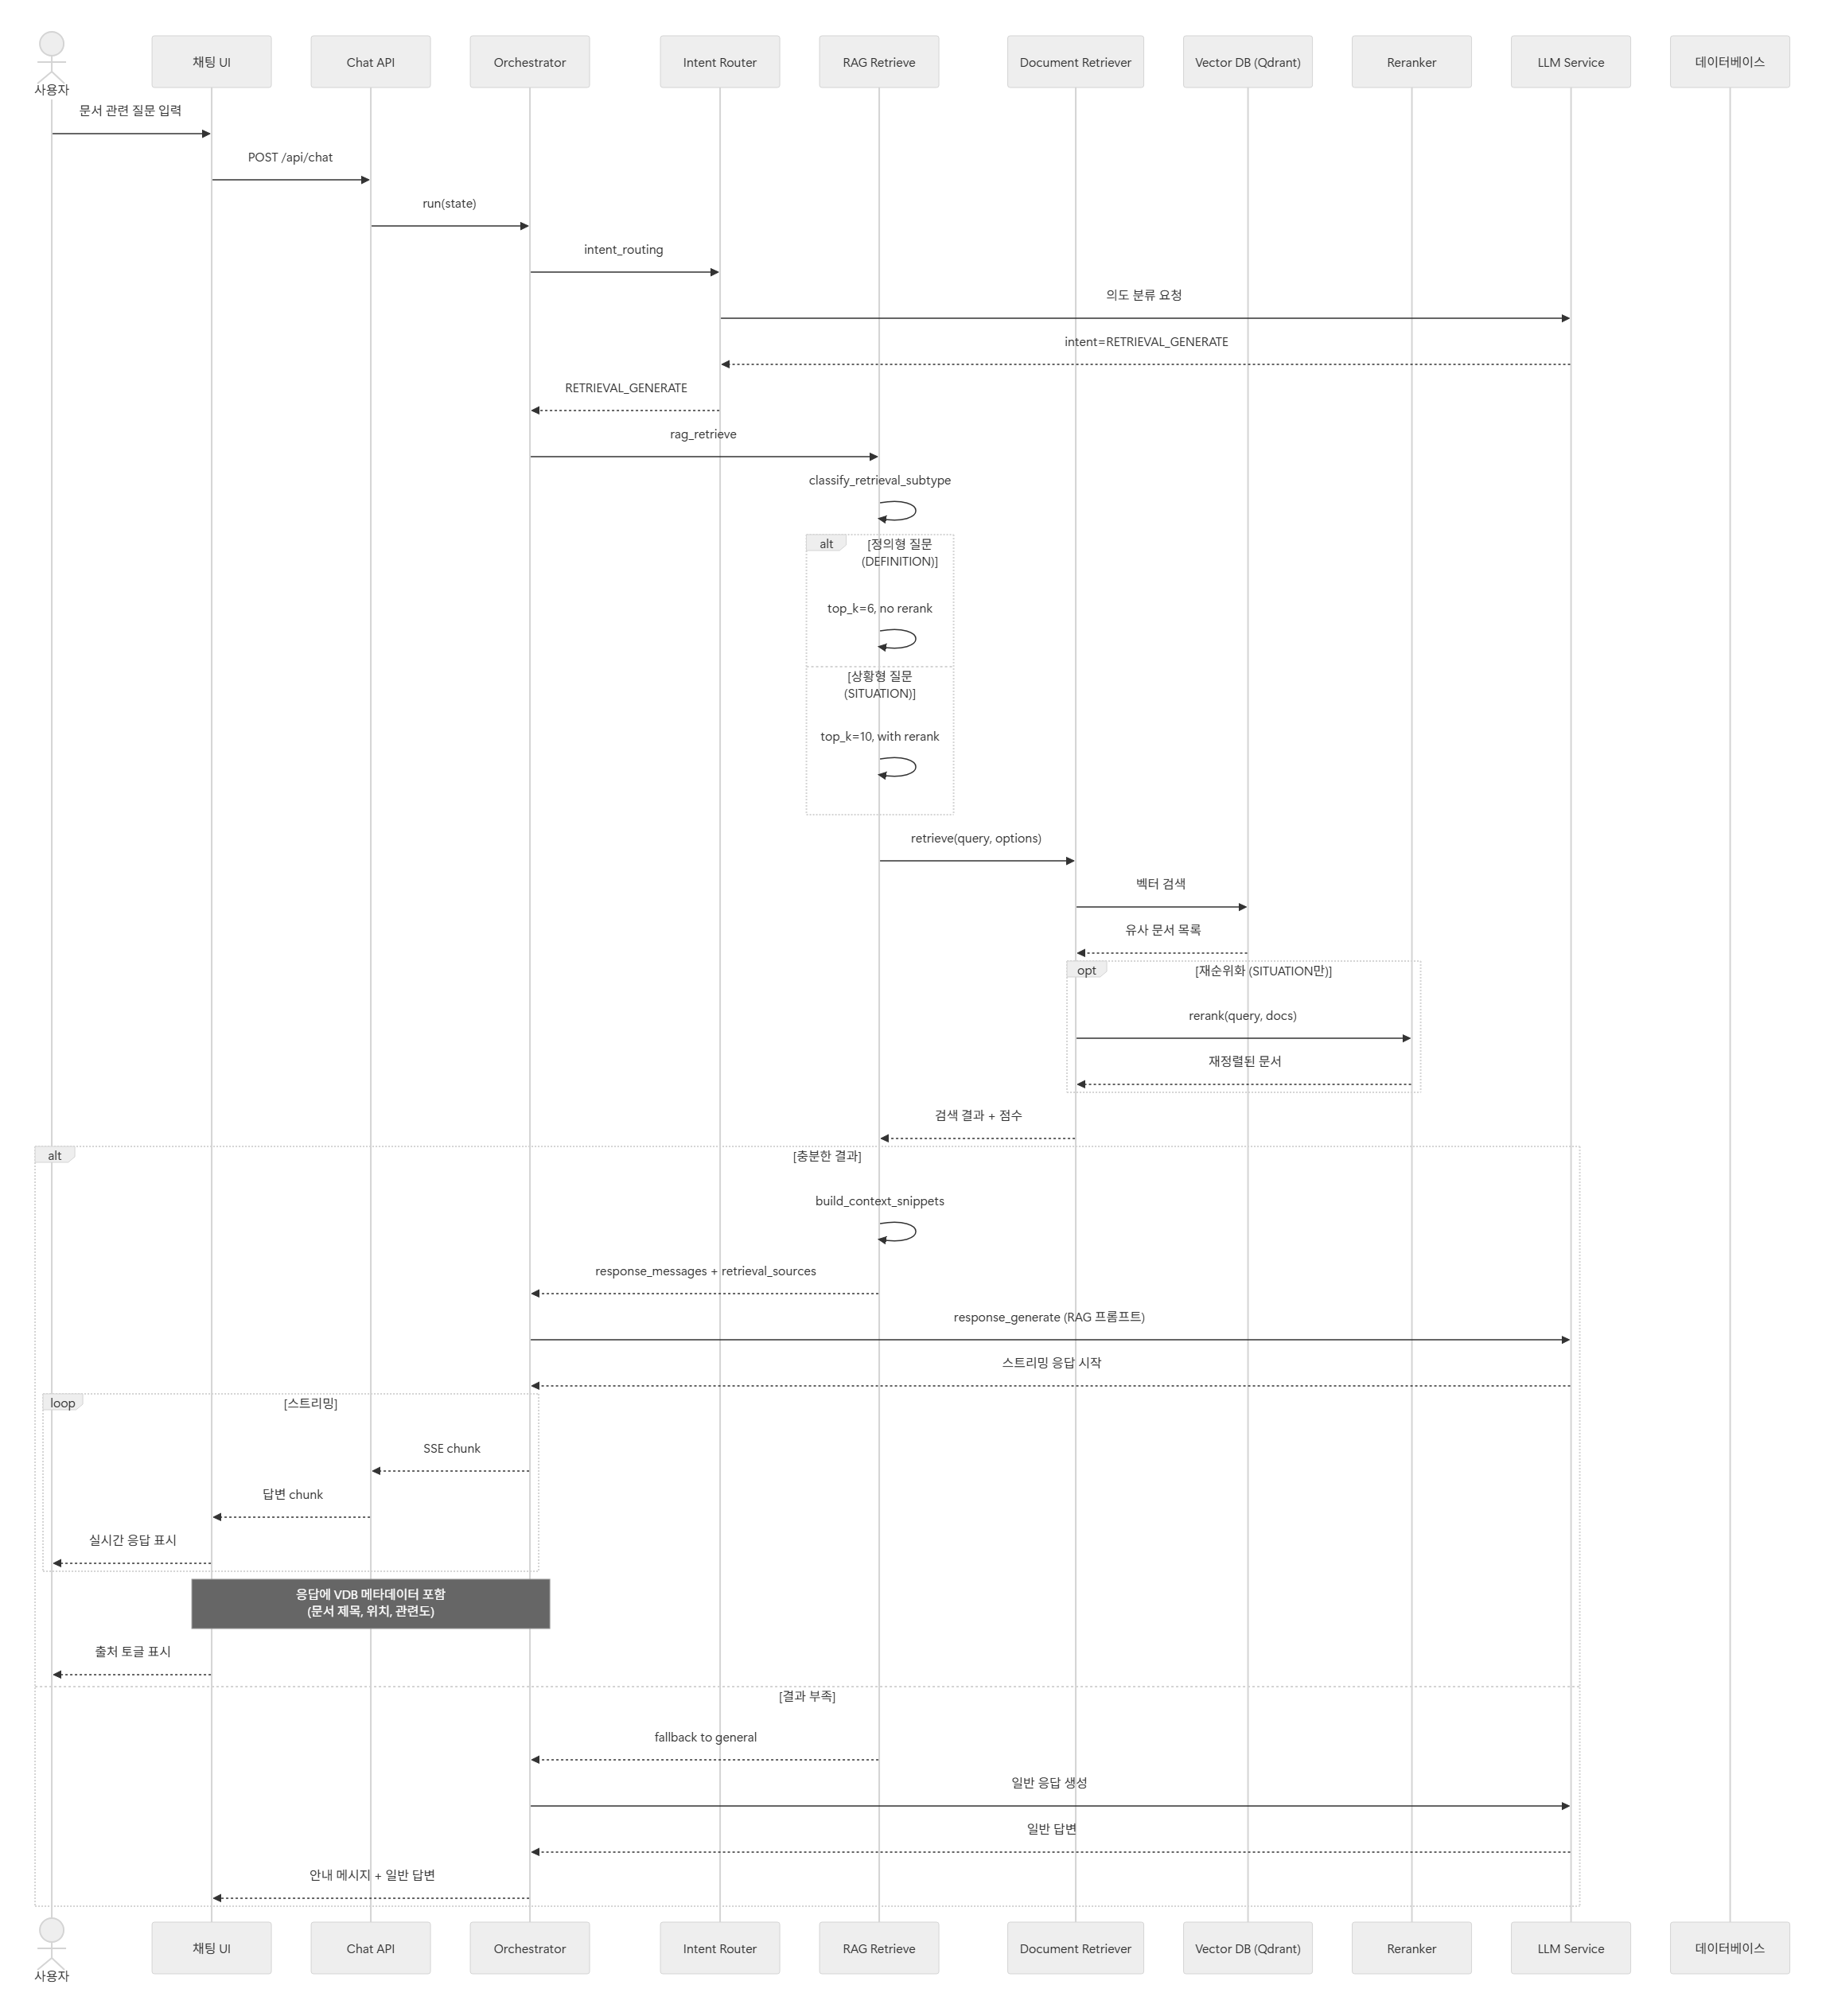 사용자
채팅 UI
Chat API
Orchestrator
Intent Router
RAG Retrieve
Document Retriever
Vector DB (Qdrant)
Reranker
LLM Service
데이터베이스
문서 관련 질문 입력
POST /api/chat
run(state)
intent_routing
의도 분류 요청
intent=RETRIEVAL_GENERATE
RETRIEVAL_GENERATE
rag_retrieve
classify_retrieval_subtype
alt
[정의형 질문
(DEFINITION)]
top_k=6, no rerank
[상황형 질문
(SITUATION)]
top_k=10, with rerank
retrieve(query, options)
벡터 검색
유사 문서 목록
opt
[재순위화 (SITUATION만)]
rerank(query, docs)
재정렬된 문서
검색 결과 + 점수
alt
[충분한 결과]
build_context_snippets
response_messages + retrieval_sources
response_generate (RAG 프롬프트)
스트리밍 응답 시작
loop
[스트리밍]
SSE chunk
답변 chunk
실시간 응답 표시
응답에 VDB 메타데이터 포함
(문서 제목, 위치, 관련도)
출처 토글 표시
[결과 부족]
fallback to general
일반 응답 생성
일반 답변
안내 메시지 + 일반 답변
사용자
채팅 UI
Chat API
Orchestrator
Intent Router
RAG Retrieve
Document Retriever
Vector DB (Qdrant)
Reranker
LLM Service
데이터베이스